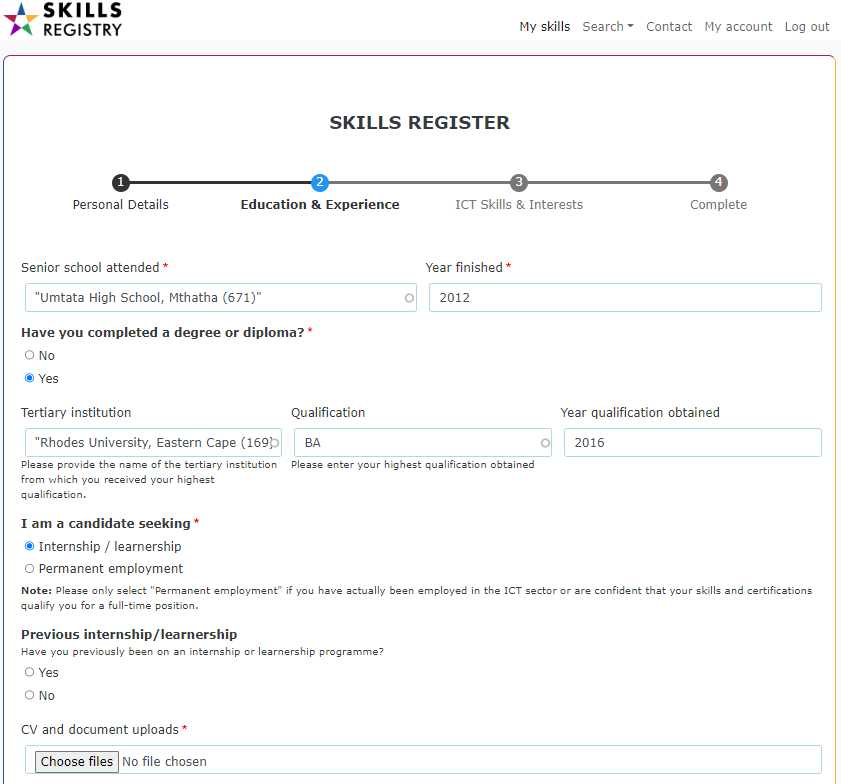 SKILLS
REGISTRY
My skills Search Contact My account Log out
SKILLS REGISTER
1 2 3 4
Personal Details Education & Experience ICT Skills & Interests Complete
Senior school attended * Year finished *
"Umtata High School, Mthatha (671)" 2012
Have you completed a degree or diploma? *
No
Yes
Tertiary institution Qualification Year qualification obtained
"Rhodes University, Eastern Cape (169) BA 2016
Please provide the name of the tertiary institution Please enter your highest qualification obtained
from which you received your highest
qualification.
I am a candidate seeking *
Internship / learnership
Permanent employment
Note: Please only select "Permanent employment" if you have actually been employed in the ICT sector or are confident that your skills and certifications
qualify you for a full-time position.
Previous internship/learnership
Have you previously been on an internship or learnership programme?
Yes
No
CV and document uploads *
Choose files No file chosen